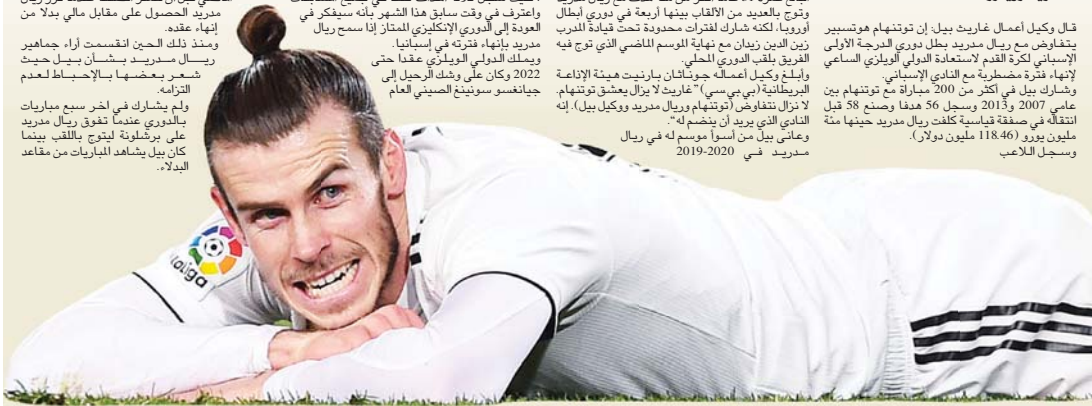 قال وكيل أعمال غاريث بيل: إن توتنهام هوتسبير
يتفاوض مع ريال مدريد بطل دوري الدرجة الأولى
الإسباني لكرة القدم لاستعادة الدولي الويلزي الساعي
لإنهاء فترة مضطربة مع النادي الإسباني.
وشارك بيل في أكثر من 200 مباراة مع توتنهام بين
عامي 2007 و2013 وسجل 56 هدفا وصنع 58 قبل
انتقاله في صفقة قياسية كلفت ريال مدريد حينها مئة
مليون يورو (118.46 مليون دولار).
وسجل اللاعب
وتوج بالعديد من الألقاب بينها أربعة في دوري أبطال
أوروبا، لكنه شارك لفترات محدودة تحت قيادة المدرب
زين الدين زيدان مع نهاية الموسم الماضي الذي توج فيه
الفريق بلقب الدوري المحلي.
وأبلغ وكيل أعماله جوناثان بارنيت هيئة الإذاعة
البريطانية (بي.بي.سي) "غاريث لا يزال يعشق توتنهام.
لا نزال نتفاوض (توتنهام وريال مدريد ووكيل بيل). إنه
النادي الذي يريد أن ينضم له".
وعانى بيل من أسوأ موسم له في ريال
مدريد في 2020-2019
واعترف في وقت سابق هذا الشهر بأنه سيفكر في
العودة إلى الدوري الإنكليزي الممتاز إذا سمح ريال
مدريد بإنهاء فترته في إسبانيا.
ويملك الدولي الويلزي عقدا حتى
2022 وكان على وشك الرحيل إلى
جيانغسو سونينغ الصيني العام
مدريد الحصول على مقابل مالي بدلا من
إنهاء عقده.
ومنذ ذلك الحين انقسمت آراء جماهير
ريال مدريد بشأن بيل حيث
شعر بعضها بالإحباط لعدم
التزامه.
ولم يشارك في آخر سبع مباريات
بالدوري عندما تفوق ريال مدريد
على برشلونة ليتوج باللقب بينما
كان بيل يشاهد المباريات من مقاعد
البدلاء.
LaLiga